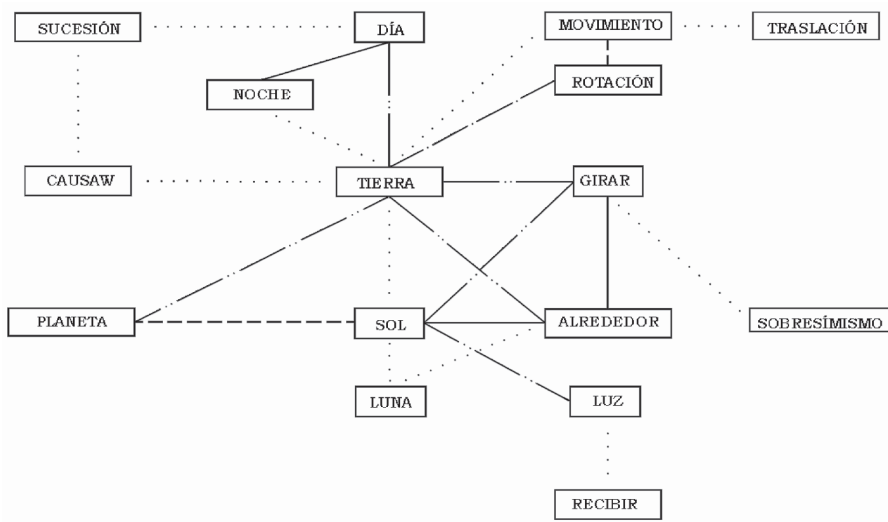 SUCESIÓN
DÍA
MOVIMIENTO
TRASLACIÓN
NOCHE
ROTACIÓN
CAUSAW
TIERRA
GIRAR
PLANETA
SOL
ALREDEDOR
SOBRESÍMISMO
LUNA
LUZ
RECIBIR